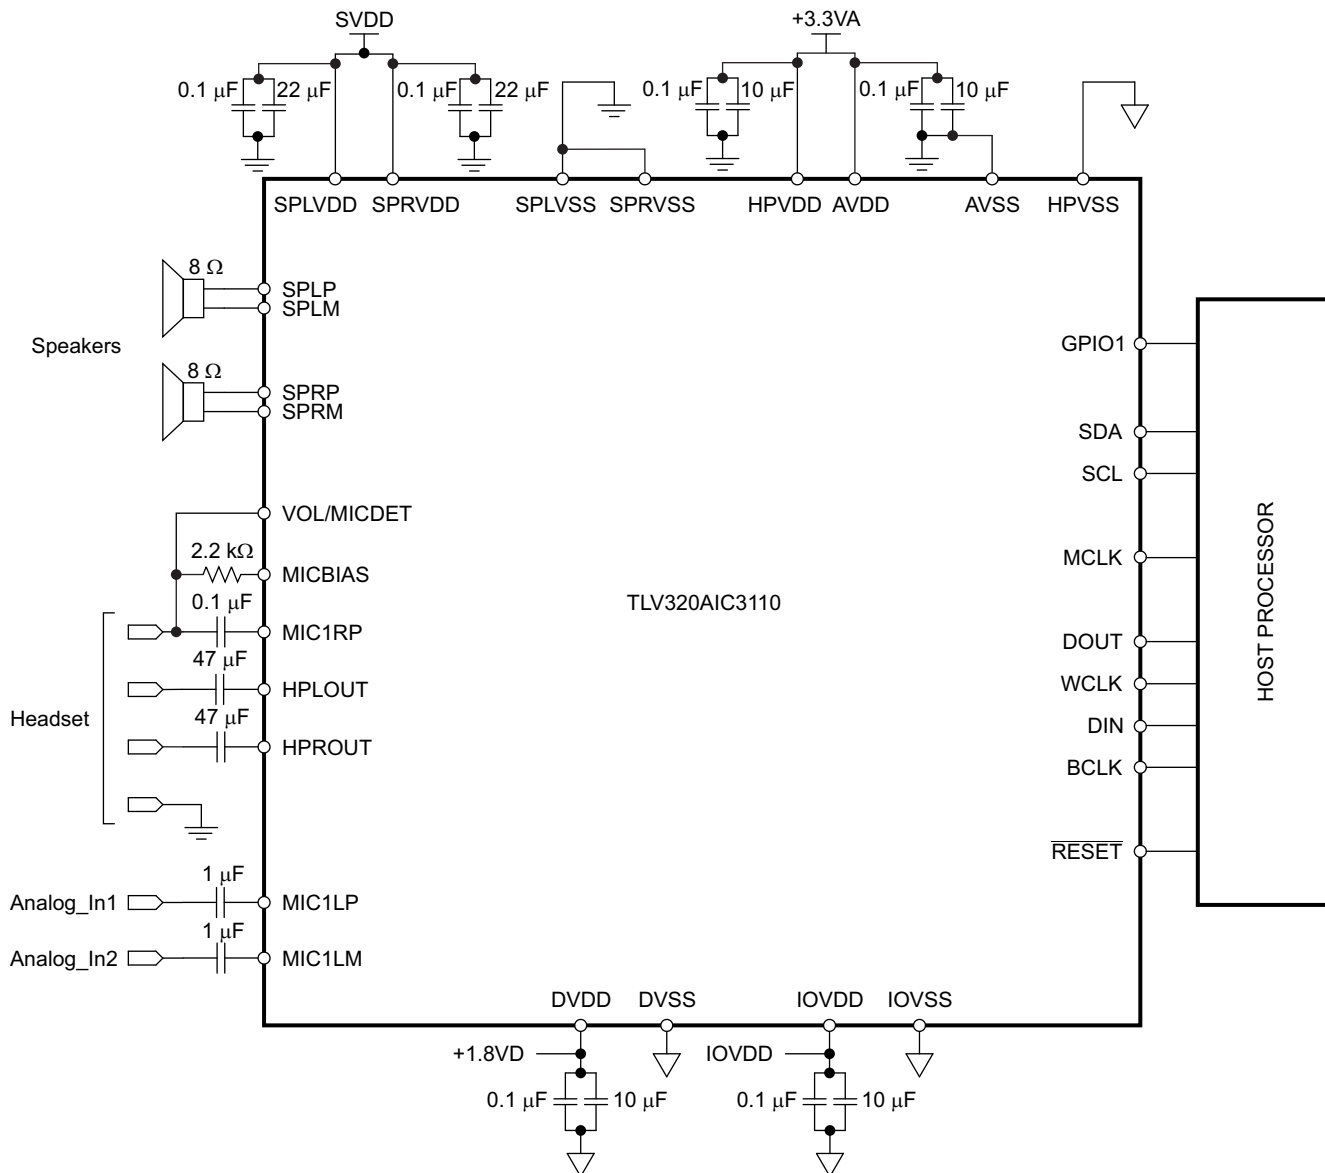 SVDD
+3.3VA
0.1 μF 22 μF
0.1 μF 22 μF
0.1 μF 10 μF
0.1 μF 10 μF
SPLVDD SPRVDD SPLVSS SPRVSS HPVDD AVDD AVSS HPVSS
8 Ω
SPLP
SPLM
Speakers
8 Ω
SPRP
SPRM
VOL/MICDET
2.2 kΩ
MICBIAS
0.1 μF
MIC1RP
47 μF
HPLOUT
Headset
47 μF
HPROUT
1 μF
Analog_In1
MIC1LP
1 μF
Analog_In2
MIC1LM
TLV320AIC3110
GPIO1
SDA
SCL
MCLK
DOUT
WCLK
DIN
BCLK
RESET
HOST PROCESSOR
DVDD DVSS IOVDD IOVSS
+1.8VD
IOVDD
0.1 μF 10 μF
0.1 μF 10 μF